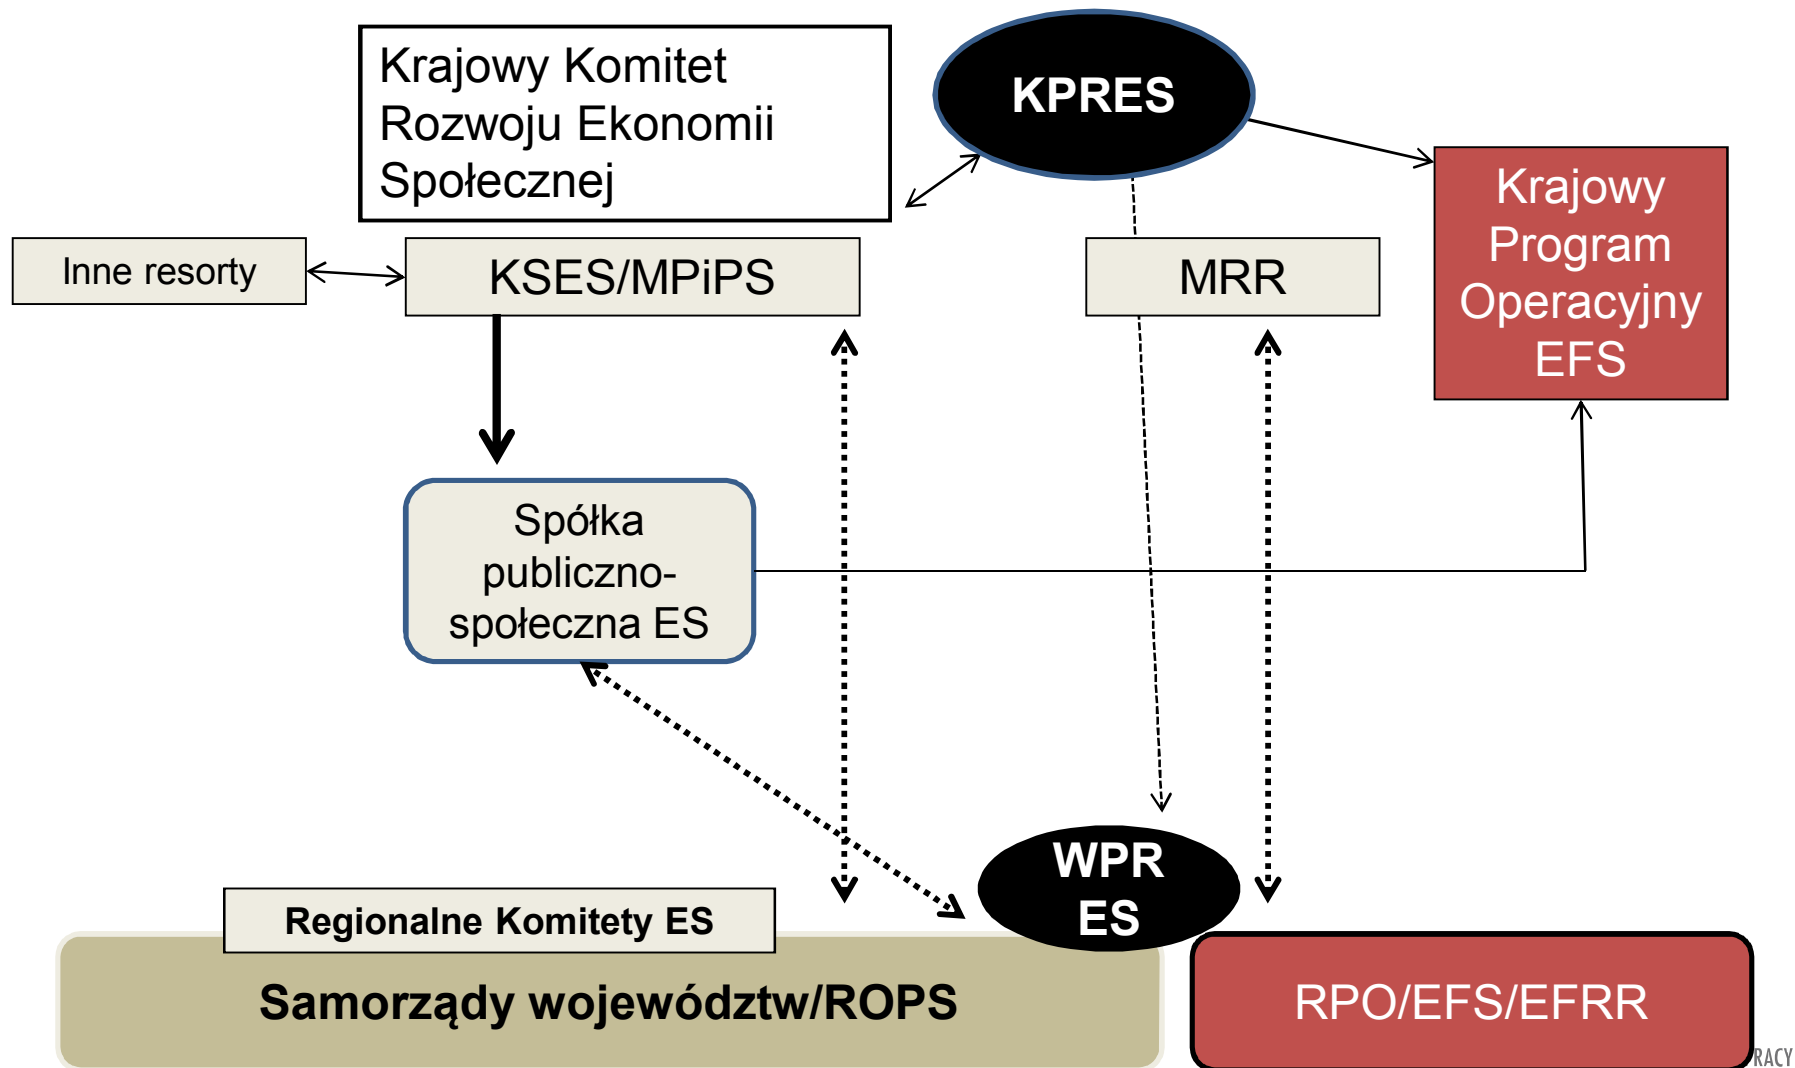 Krajowy Komitet
Rozwoju Ekonomii
Społecznej
KPRES
Krajowy
Program
Operacyjny
EFS
Inne resorty
KSES/MPiPS
MRR
Spółka
publiczno-
społeczna ES
WPR
ES
Regionalne Komitety ES
Samorządy województw/ROPS
RPO/EFS/EFRR
RACY